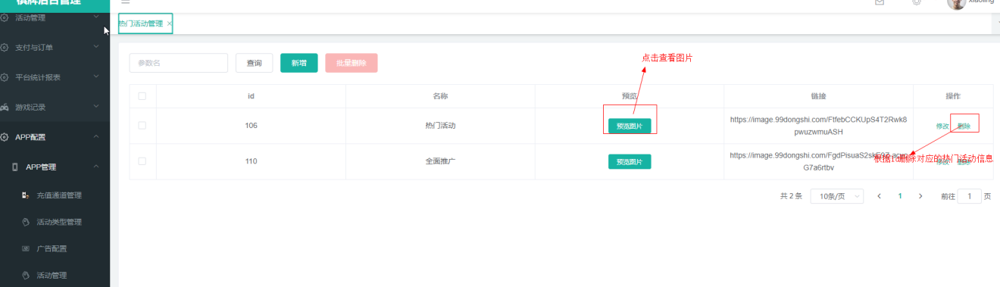 棋牌后台管理
xiaoling
活动管理
热门活动管理 ×
支付与订单
参数名
查询
新增
批量删除
点击查看图片
平台统计报表
id
名称
预览
链接
操作
游戏记录
106
热门活动
预览图片
https://image.99dongshi.com/FtfebCCKUpS4T2Rwk8
pwuzwmuASH
修改
删除
APP配置
110
全面推广
预览图片
https://image.99dongshi.com/FgdPisuaS2skE97
G7a6rtbv
根据id删除对应的热门活动信息
修改
删除
APP管理
共 2 条
10条/页
1
前往
1
页
充值通道管理
活动类型管理
广告配置
活动管理